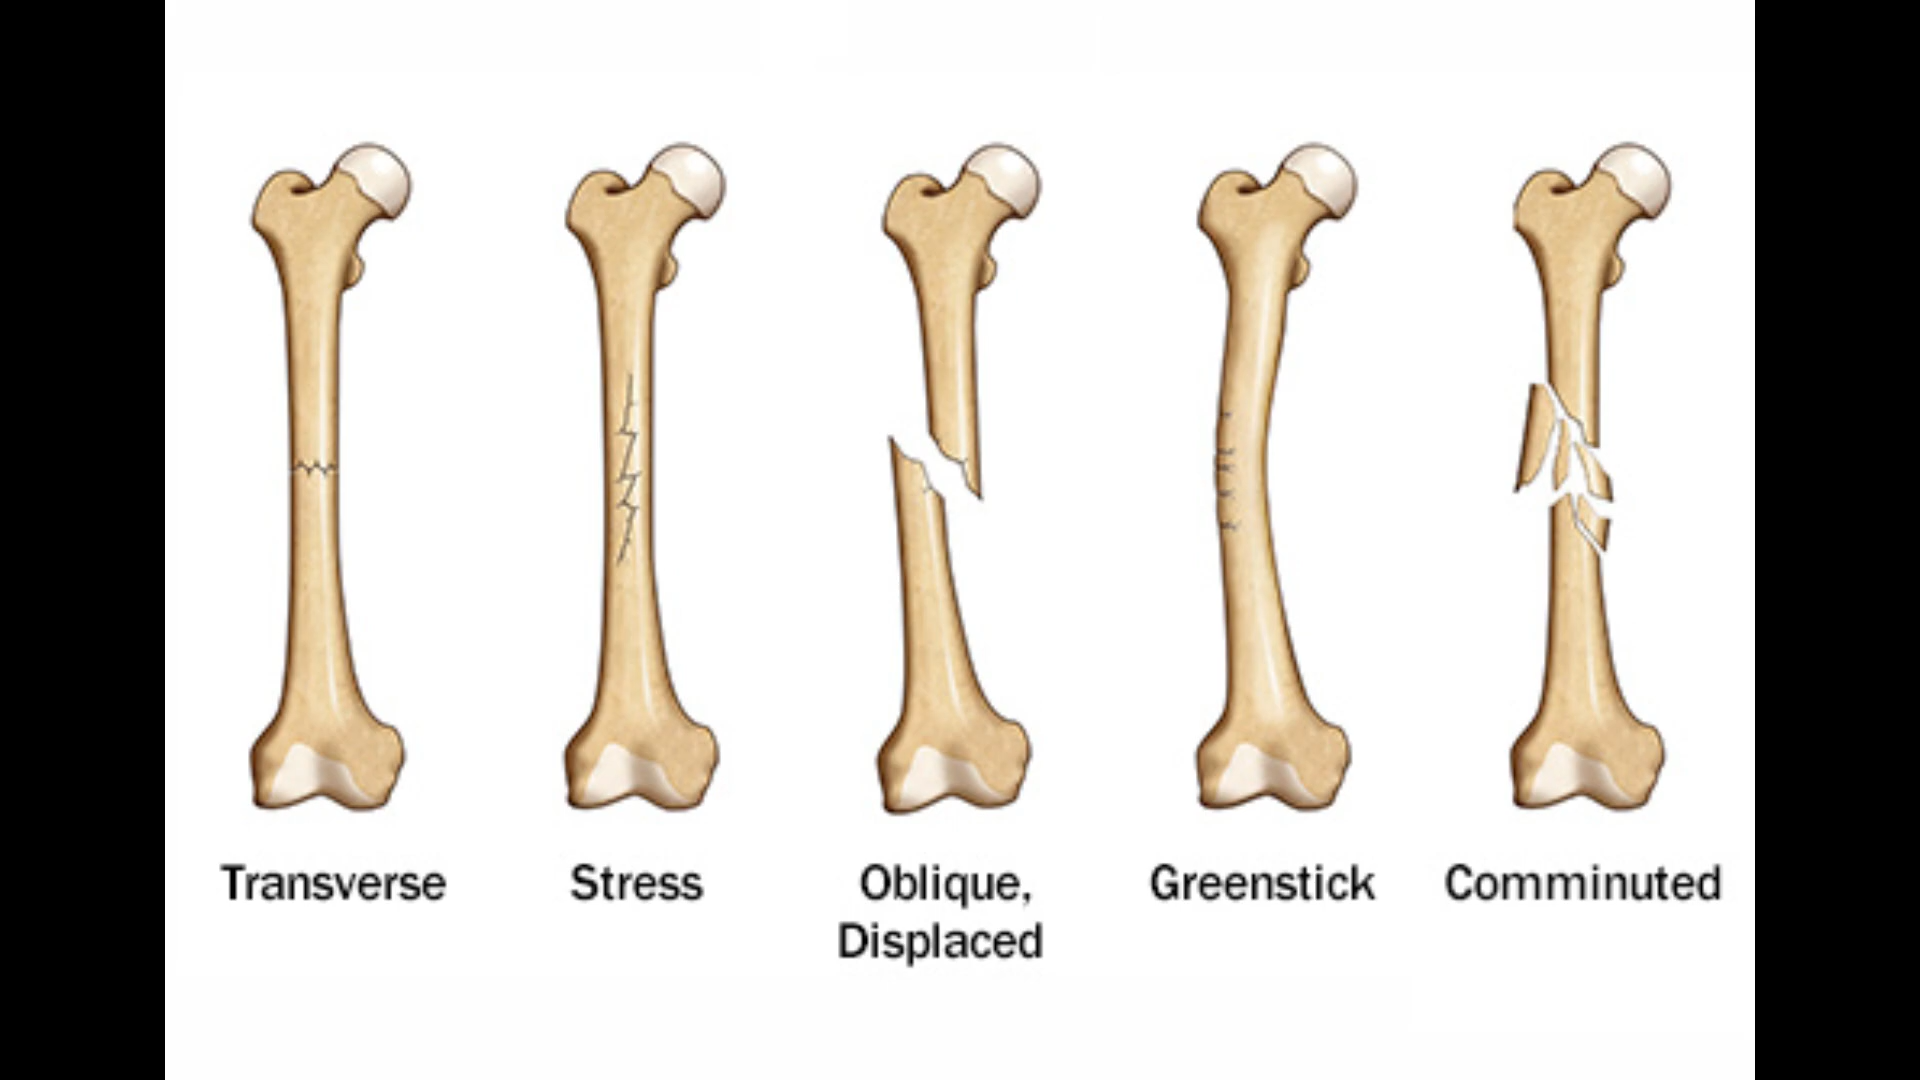 Transverse
Stress
Oblique,
Displaced
Greenstick
Comminuted